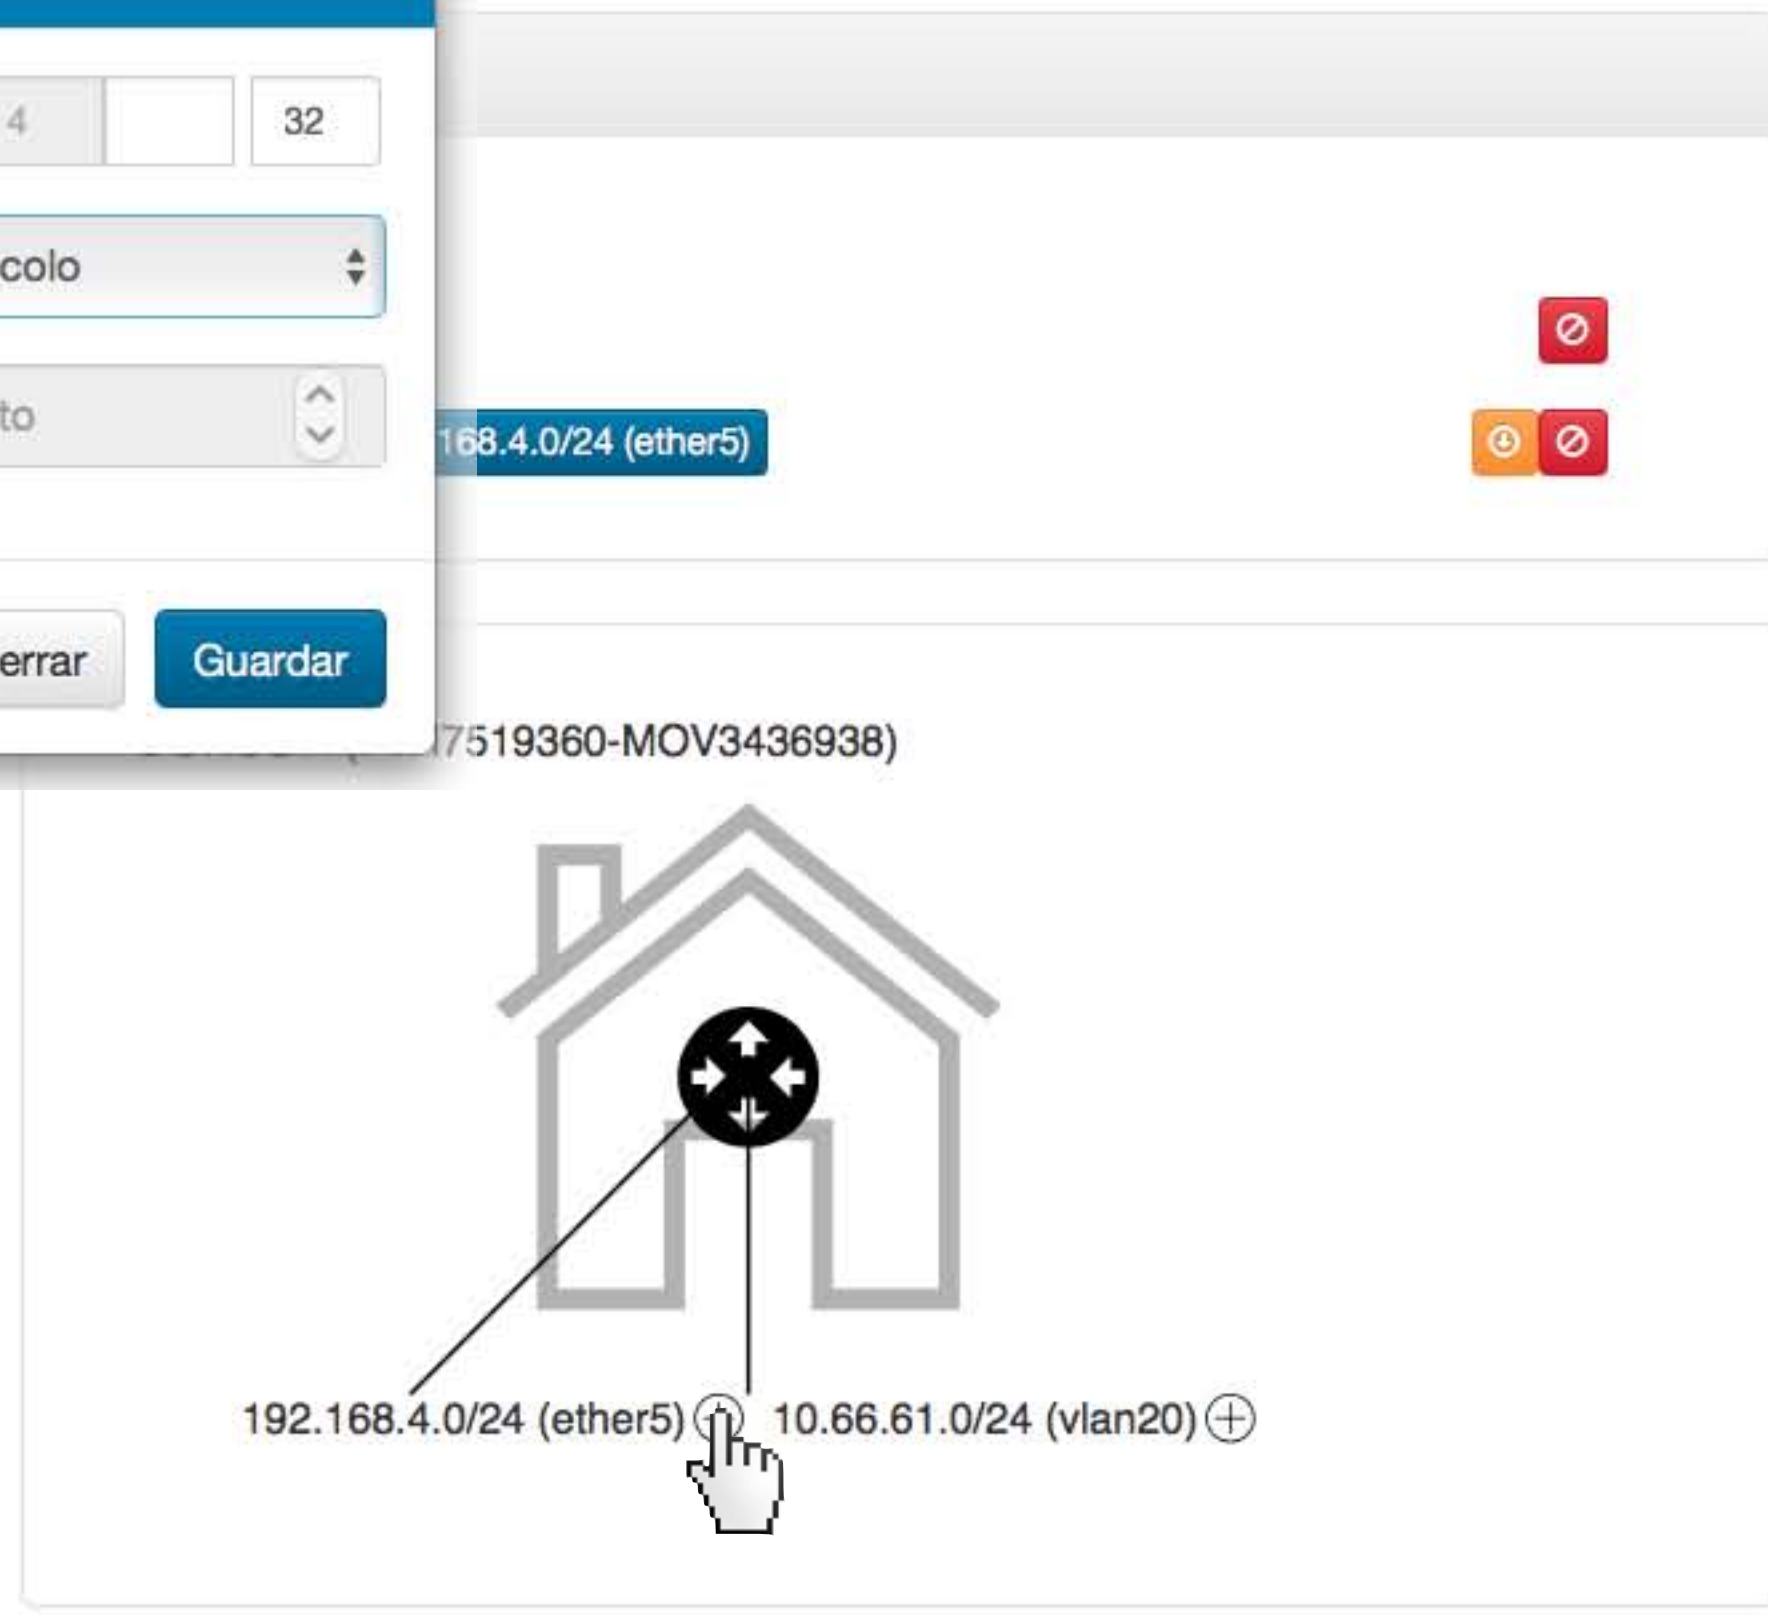 4 32
colo
to
168.4.0/24 (ether5)
errar Guardar
7519360-MOV3436938)
192.168.4.0/24 (ether5) 10.66.61.0/24 (vlan20)